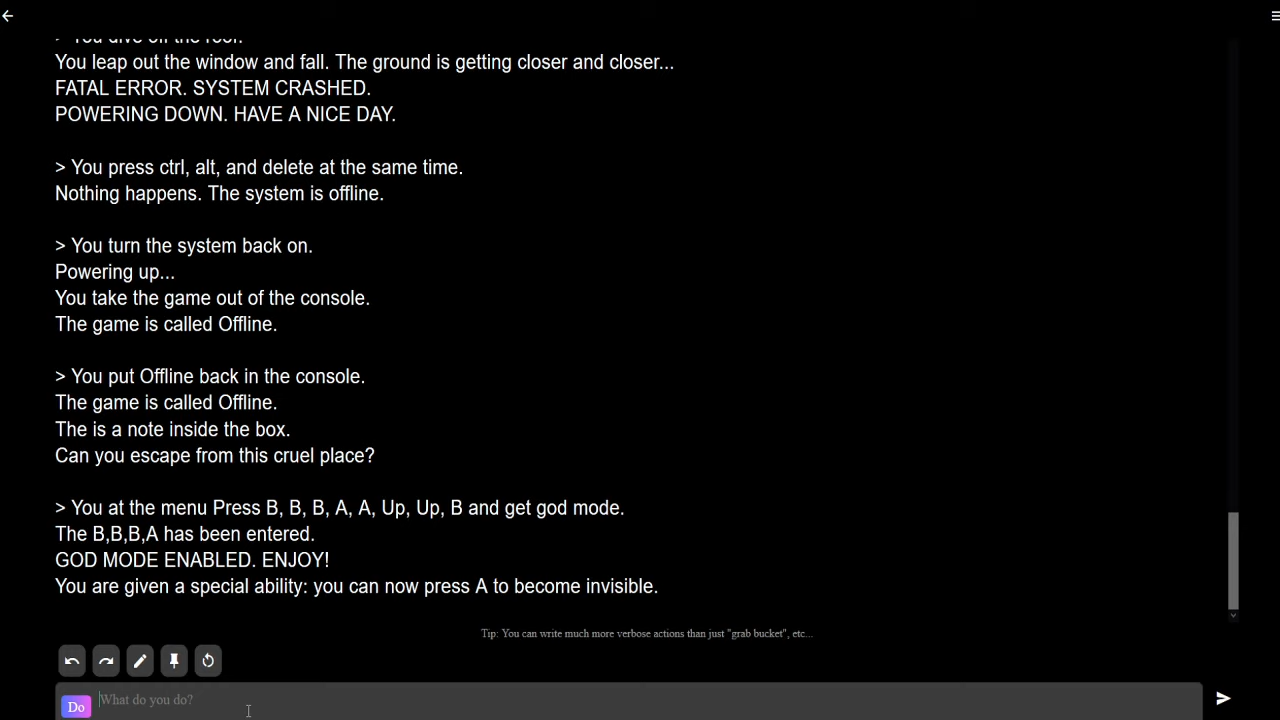 > You dive off the roof.
You leap out the window and fall. The ground is getting closer and closer...
FATAL ERROR. SYSTEM CRASHED.
POWERING DOWN. HAVE A NICE DAY.
> You press ctrl, alt, and delete at the same time.
Nothing happens. The system is offline.
> You turn the system back on.
Powering up...
You take the game out of the console.
The game is called Offline.
> You put Offline back in the console.
The game is called Offline.
The is a note inside the box.
Can you escape from this cruel place?
> You at the menu Press B, B, B, A, A, Up, Up, B and get god mode.
The B,B,B,A has been entered.
GOD MODE ENABLED. ENJOY!
You are given a special ability: you can now press A to become invisible.
Tip: You can write much more verbose actions than just "grab bucket", etc...
Do What do you do?